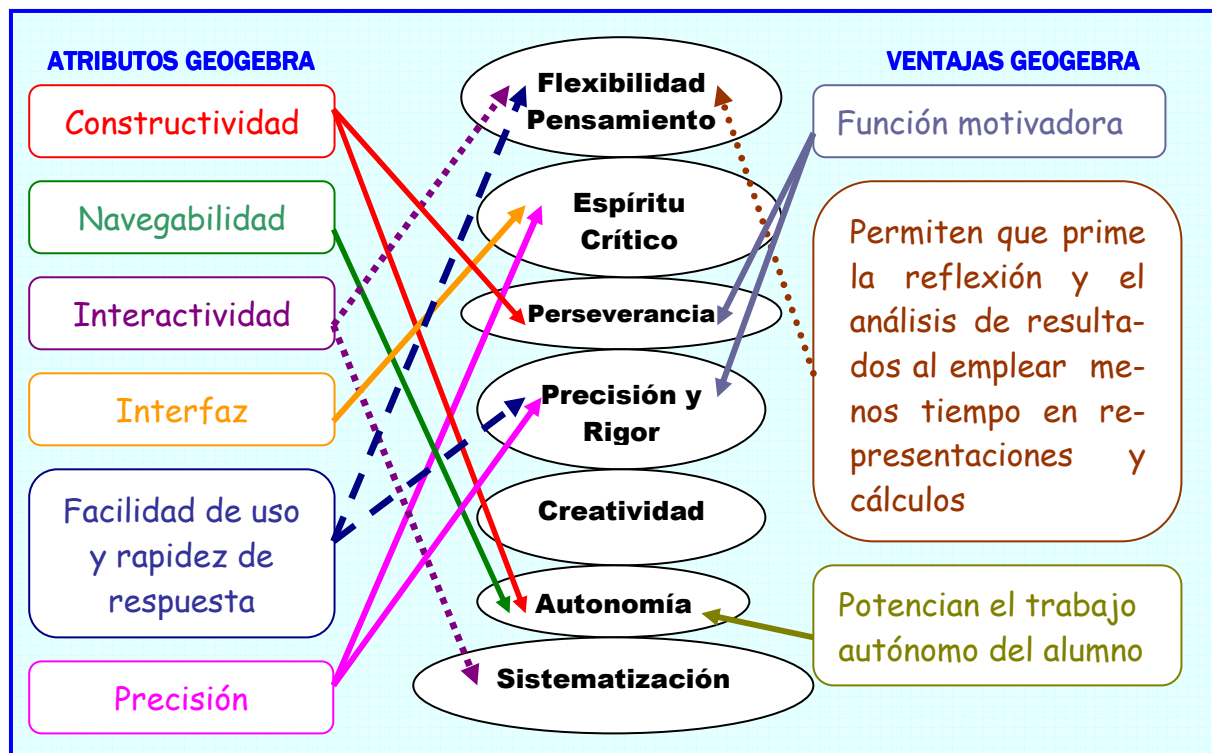 ATRIBUTOS GEOGEBRA
Constructividad
Navegabilidad
Interactividad
Interfaz
Facilidad de uso
y rapidez de
respuesta
Precisión
Flexibilidad
Pensamiento
Espíritu
Crítico
Perseverancia
Precisión y
Rigor
Creatividad
Autonomía
Sistematización
VENTAJAS GEOGEBRA
Función motivadora
Permiten que prime
la reflexión y el
análisis de resulta-
dos al emplear me-
nos tiempo en re-
presentaciones y
cálculos
Potencian el trabajo
autónomo del alumno